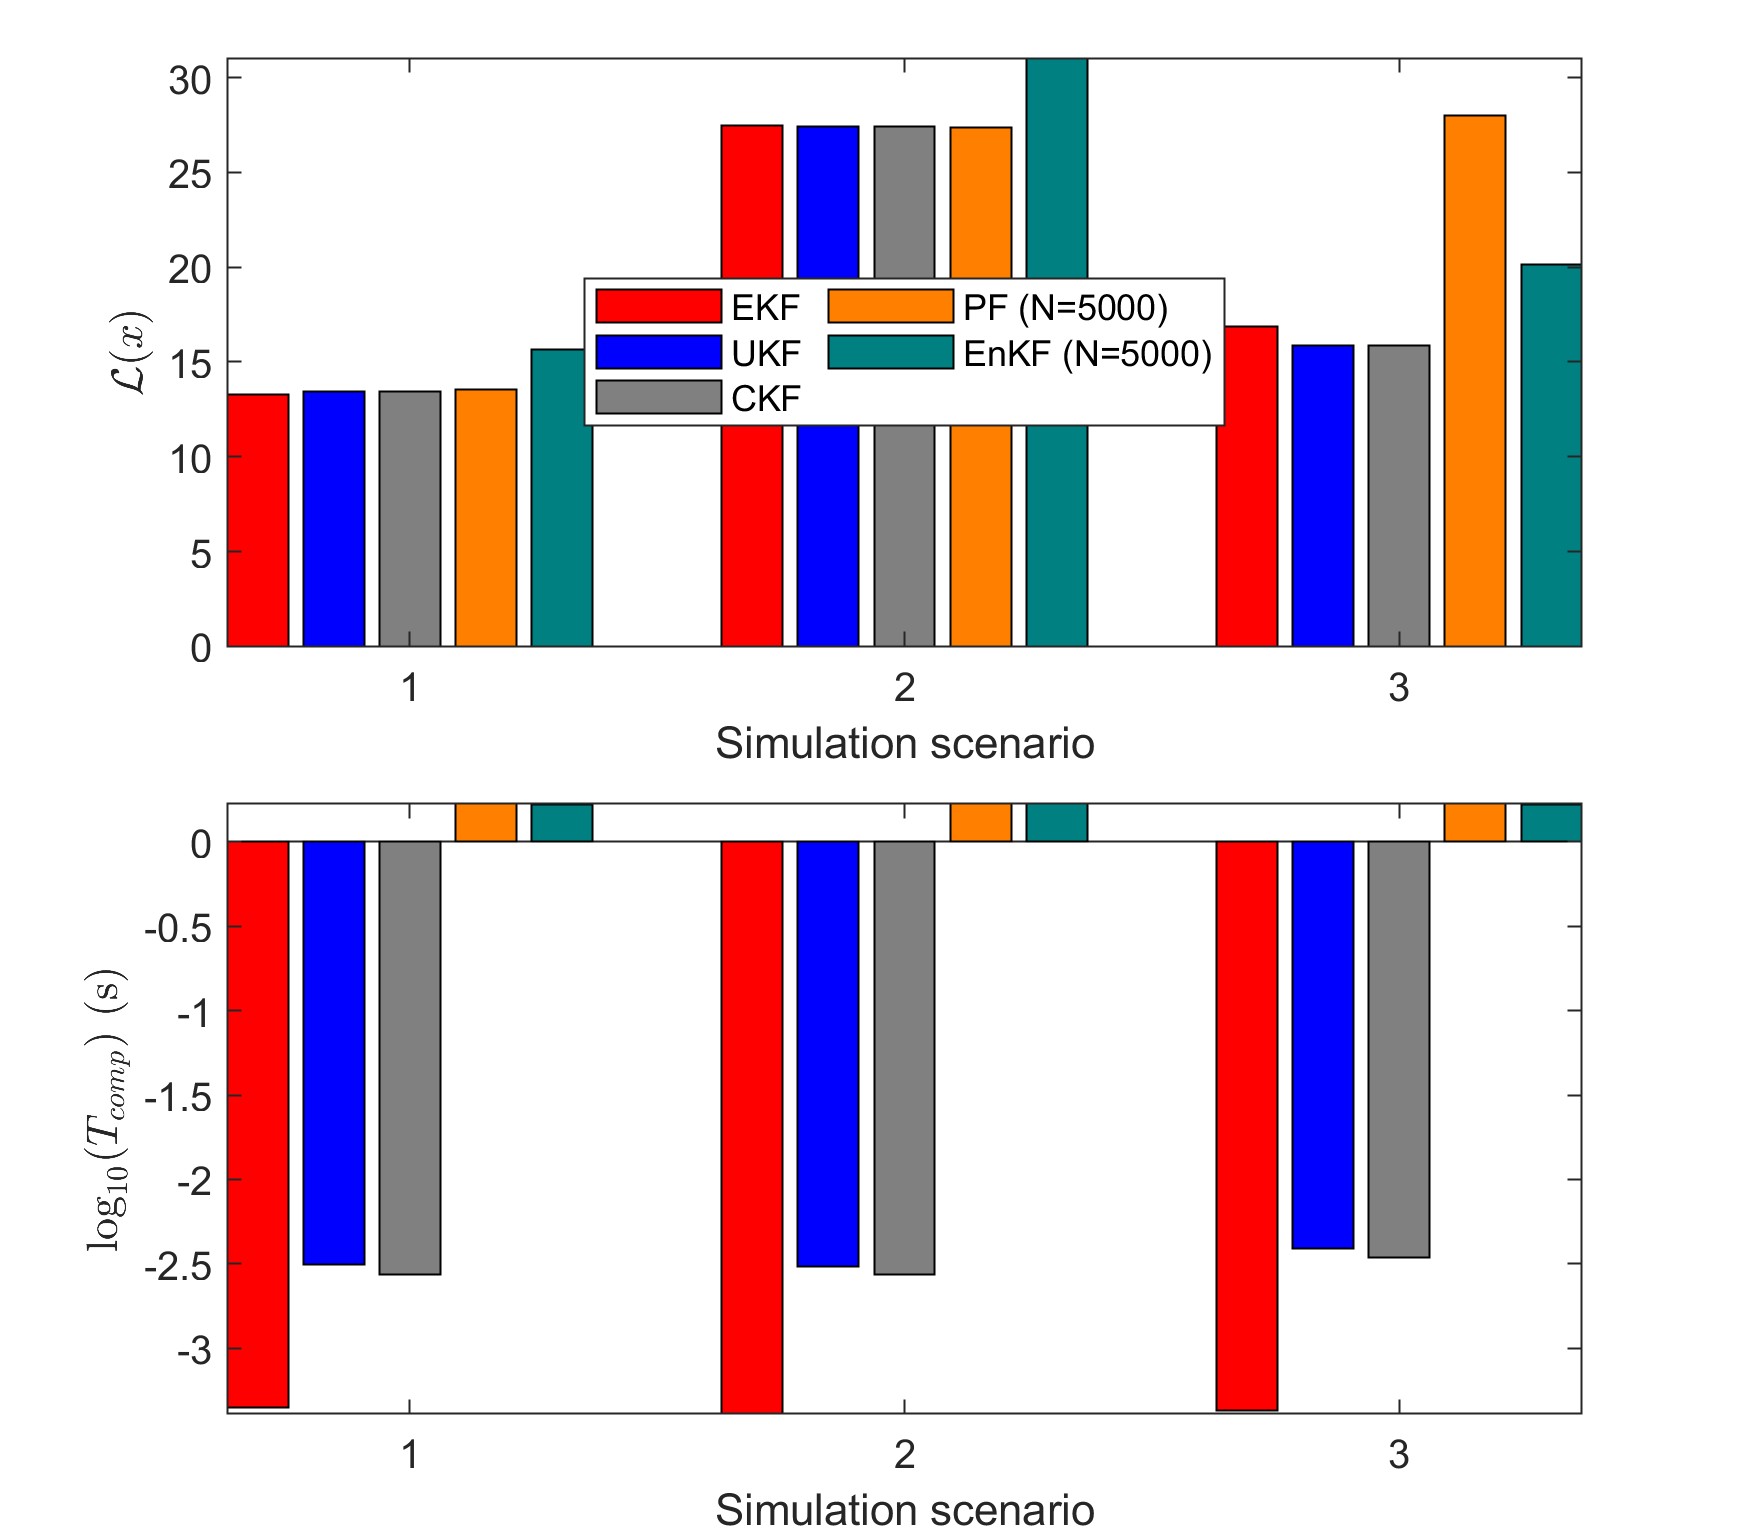 30
25
20
15
10
5
0
ℒ(x)
EKF
PF (N=5000)
UKF
EnKF (N=5000)
CKF
1
2
3
Simulation scenario
0
-0.5
-1
-1.5
-2
-2.5
-3
log₁₀(T_comp) (s)
1
2
3
Simulation scenario